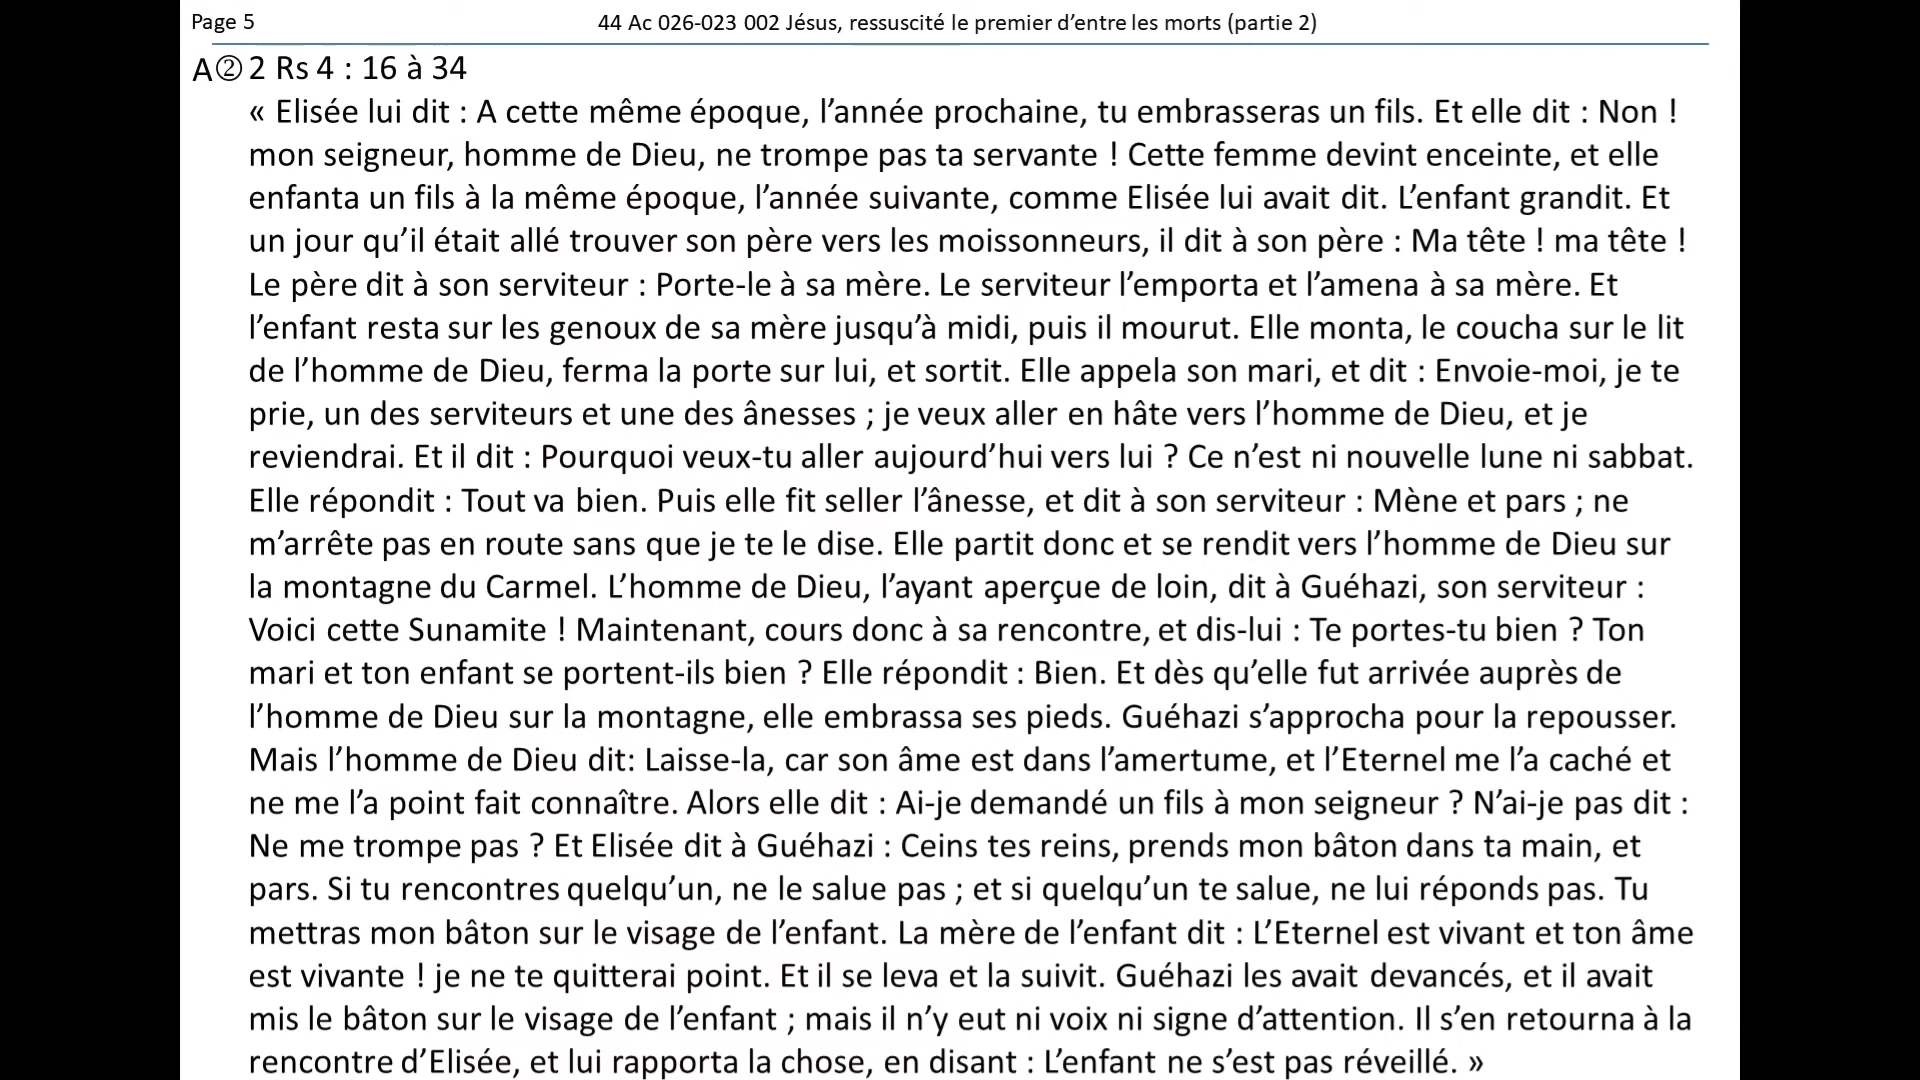 Page 5
44 Ac 026-023 002 Jésus, ressuscité le premier d’entre les morts (partie 2)
A② 2 Rs 4 : 16 à 34
« Elisée lui dit : A cette même époque, l’année prochaine, tu embrasseras un fils. Et elle dit : Non !
mon seigneur, homme de Dieu, ne trompe pas ta servante ! Cette femme devint enceinte, et elle
enfanta un fils à la même époque, l’année suivante, comme Elisée lui avait dit. L’enfant grandit. Et
un jour qu’il était allé trouver son père vers les moissonneurs, il dit à son père : Ma tête ! ma tête !
Le père dit à son serviteur : Porte-le à sa mère. Le serviteur l’emporta et l’amena à sa mère. Et
l’enfant resta sur les genoux de sa mère jusqu’à midi, puis il mourut. Elle monta, le coucha sur le lit
de l’homme de Dieu, ferma la porte sur lui, et sortit. Elle appela son mari, et dit : Envoie-moi, je te
prie, un des serviteurs et une des ânesses ; je veux aller en hâte vers l’homme de Dieu, et je
reviendrai. Et il dit : Pourquoi veux-tu aller aujourd’hui vers lui ? Ce n’est ni nouvelle lune ni sabbat.
Elle répondit : Tout va bien. Puis elle fit seller l’ânesse, et dit à son serviteur : Mène et pars ; ne
m’arrête pas en route sans que je te le dise. Elle partit donc et se rendit vers l’homme de Dieu sur
la montagne du Carmel. L’homme de Dieu, l’ayant aperçue de loin, dit à Guéhazi, son serviteur :
Voici cette Sunamite ! Maintenant, cours donc à sa rencontre, et dis-lui : Te portes-tu bien ? Ton
mari et ton enfant se portent-ils bien ? Elle répondit : Bien. Et dès qu’elle fut arrivée auprès de
l’homme de Dieu sur la montagne, elle embrassa ses pieds. Guéhazi s’approcha pour la repousser.
Mais l’homme de Dieu dit: Laisse-la, car son âme est dans l’amertume, et l’Eternel me l’a caché et
ne me l’a point fait connaître. Alors elle dit : Ai-je demandé un fils à mon seigneur ? N’ai-je pas dit :
Ne me trompe pas ? Et Elisée dit à Guéhazi : Ceins tes reins, prends mon bâton dans ta main, et
pars. Si tu rencontres quelqu’un, ne le salue pas ; et si quelqu’un te salue, ne lui réponds pas. Tu
mettras mon bâton sur le visage de l’enfant. La mère de l’enfant dit : L’Eternel est vivant et ton âme
est vivante ! je ne te quitterai point. Et il se leva et la suivit. Guéhazi les avait devancés, et il avait
mis le bâton sur le visage de l’enfant ; mais il n’y eut ni voix ni signe d’attention. Il s’en retourna à la
rencontre d’Elisée, et lui rapporta la chose, en disant : L’enfant ne s’est pas réveillé. »